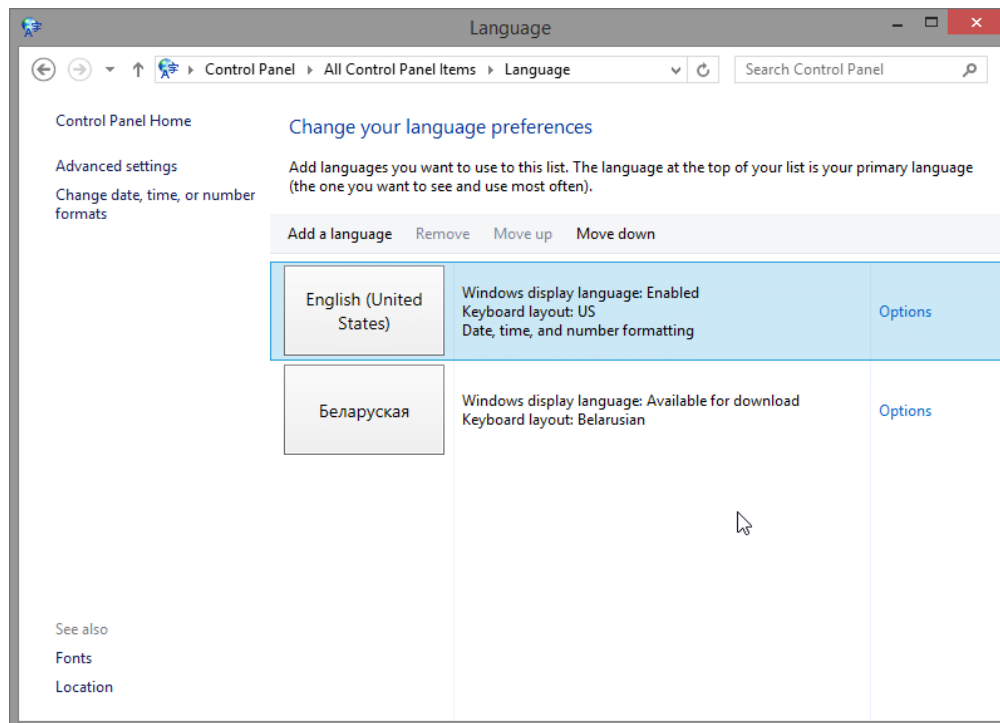 Language
Control Panel All Control Panel Items Language
Search Control Panel
Control Panel Home
Advanced settings
Change date, time, or number
formats
Change your language preferences
Add languages you want to use to this list. The language at the top of your list is your primary language
(the one you want to see and use most often).
Add a language Remove Move up Move down
English (United
States)
Windows display language: Enabled
Keyboard layout: US
Date, time, and number formatting
Options
Беларуская
Windows display language: Available for download
Keyboard layout: Belarusian
Options
See also
Fonts
Location